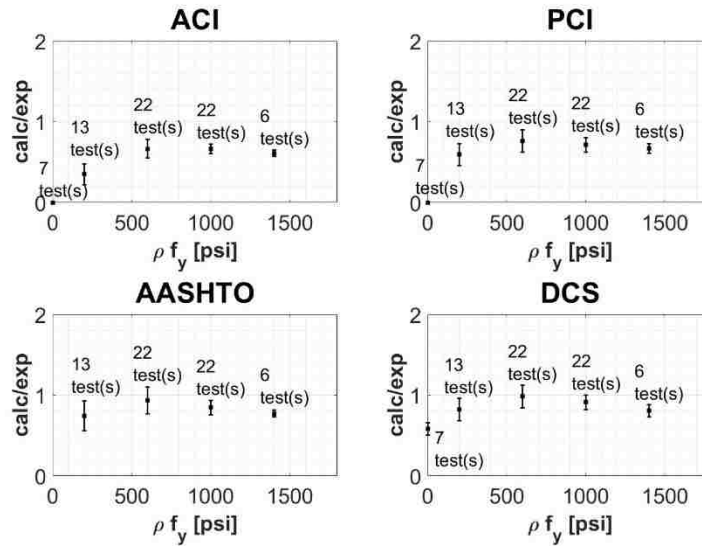 ACI
2
calc/exp
1
0
7
test(s)
13
test(s)
22
test(s)
22
test(s)
6
test(s)
0 500 1000 1500
ρ f_y [psi]
PCI
2
calc/exp
1
0
7
test(s)
13
test(s)
22
test(s)
22
test(s)
6
test(s)
0 500 1000 1500
ρ f_y [psi]
AASHTO
2
calc/exp
1
0
13
test(s)
22
test(s)
22
test(s)
6
test(s)
0 500 1000 1500
ρ f_y [psi]
DCS
2
calc/exp
1
0
7
test(s)
13
test(s)
22
test(s)
22
test(s)
6
test(s)
0 500 1000 1500
ρ f_y [psi]